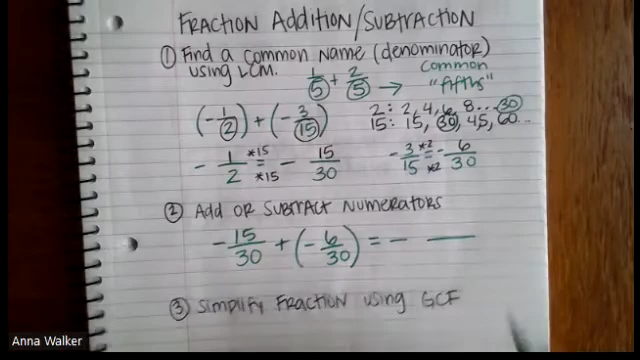 FRACTION ADDITION/SUBTRACTION
① Find a common name (denominator)
using LCM. 1/5 + 2/5 → common "fifths"
(-1/2) + (-3/15) 2: 2, 4, 6, 8... 30
15: 15, 30, 45, 60...
- 1/2 *15 = *15 - 15/30 - 3/15 *2 = *2 - 6/30
② Add OR SUBTRACT NUMERATORS
- 15/30 + (- 6/30) = - —
③ SIMPLIFY FRACTION USING GCF
Anna Walker